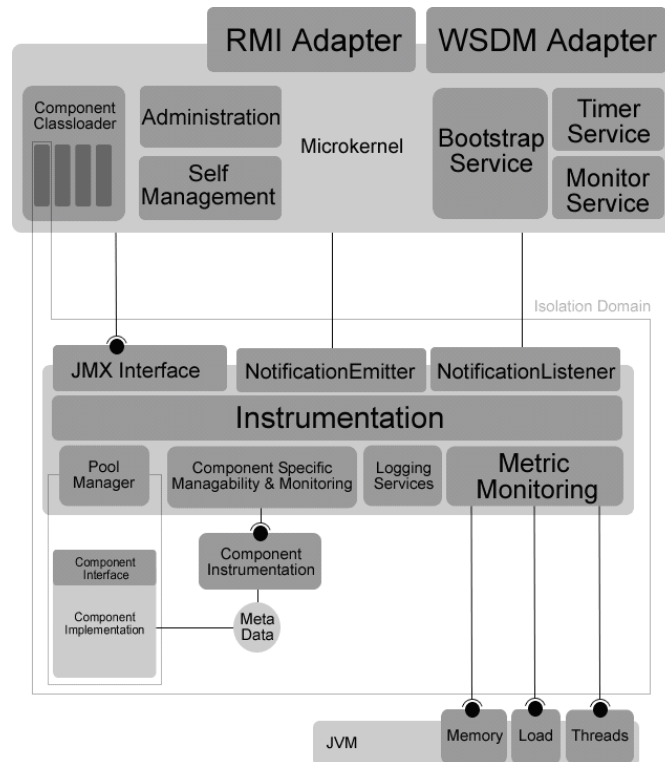 RMI Adapter
WSDM Adapter
Component
Classloader
Administration
Self
Management
Microkernel
Bootstrap
Service
Timer
Service
Monitor
Service
Isolation Domain
JMX Interface
NotificationEmitter
NotificationListener
Instrumentation
Pool
Manager
Component Specific
Managability & Monitoring
Logging
Services
Metric
Monitoring
Component
Instrumentation
Component
Interface
Component
Implementation
Meta
Data
JVM
Memory
Load
Threads